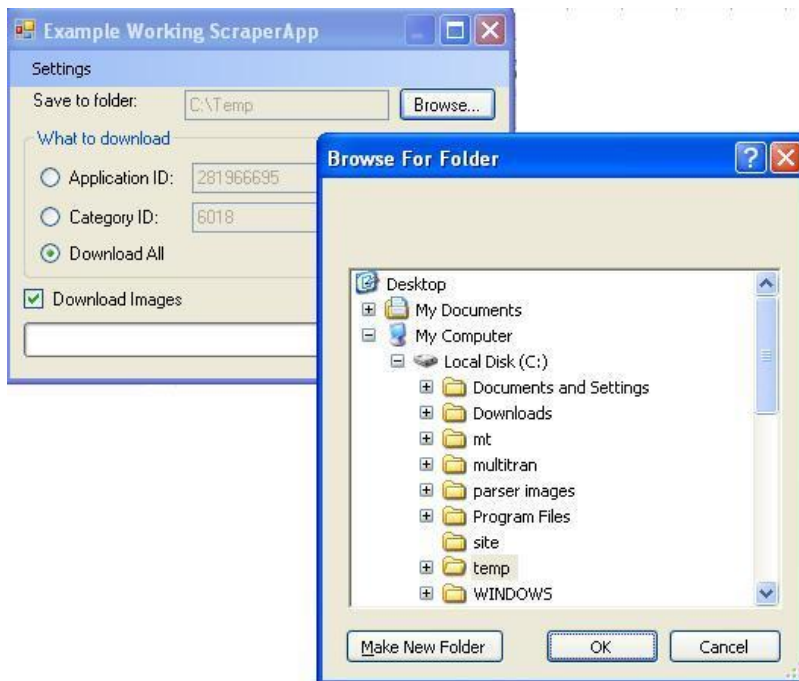 Example Working ScraperApp
Settings
Save to folder:
C:\Temp
Browse...
What to download
Application ID:
281966695
Category ID:
6018
Download All
Download Images
Browse For Folder
Desktop
My Documents
My Computer
Local Disk (C:)
Documents and Settings
Downloads
mt
multitran
parser images
Program Files
site
temp
WINDOWS
Make New Folder
OK
Cancel